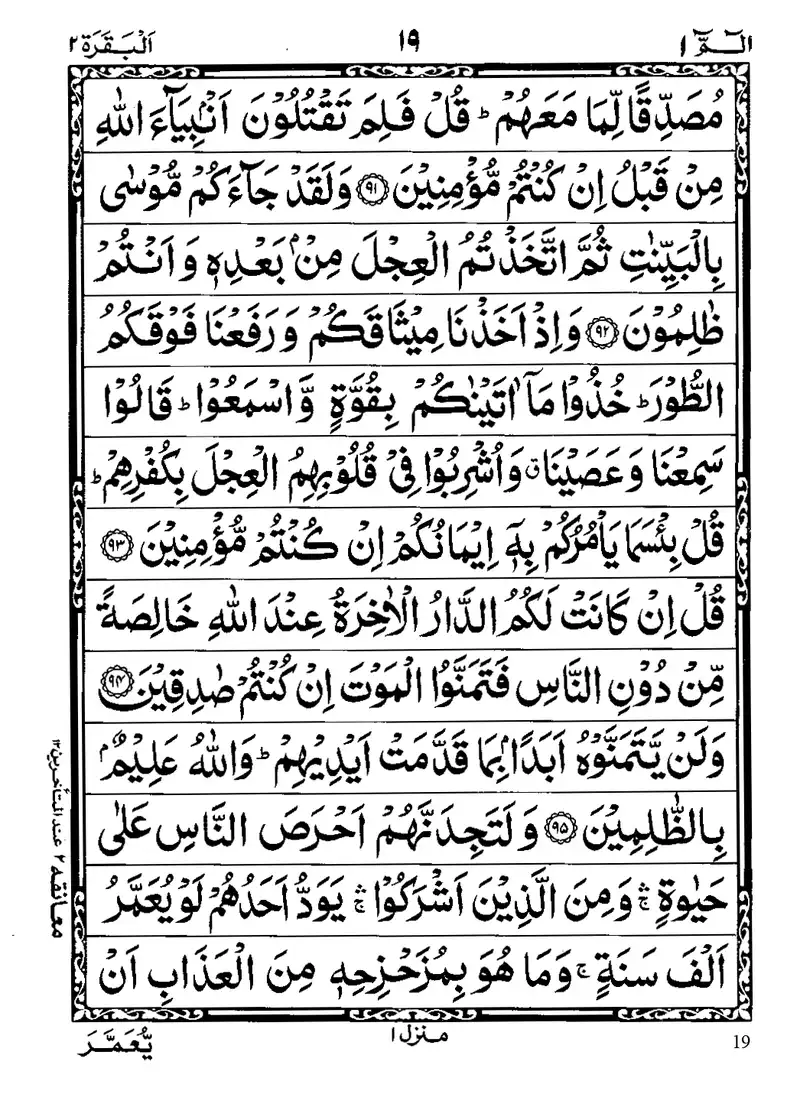 الٓمّٓ ١
١٩
اَلْبَقَرَة ٢
مُصَدِّقًا لِّمَا مَعَهُمْ ؕ قُلْ فَلِمَ تَقْتُلُوْنَ اَنْۢبِيَآءَ اللّٰهِ
مِنْ قَبْلُ اِنْ كُنْتُمْ مُّؤْمِنِيْنَ ﴿٩١﴾ وَلَقَدْ جَآءَكُمْ مُّوْسٰى
بِالْبَيِّنٰتِ ثُمَّ اتَّخَذْتُمُ الْعِجْلَ مِنْۢ بَعْدِهٖ وَاَنْتُمْ
ظٰلِمُوْنَ ﴿٩٢﴾ وَاِذْ اَخَذْنَا مِيْثَاقَكُمْ وَرَفَعْنَا فَوْقَكُمُ
الطُّوْرَ ؕ خُذُوْا مَاۤ اٰتَيْنٰكُمْ بِقُوَّةٍ وَّاسْمَعُوْا ؕ قَالُوْا
سَمِعْنَا وَعَصَيْنَا ۗ وَاُشْرِبُوْا فِيْ قُلُوْبِهِمُ الْعِجْلَ بِكُفْرِهِمْ ؕ
قُلْ بِئْسَمَا يَاْمُرُكُمْ بِهٖۤ اِيْمَانُكُمْ اِنْ كُنْتُمْ مُّؤْمِنِيْنَ ﴿٩٣﴾
قُلْ اِنْ كَانَتْ لَكُمُ الدَّارُ الْاٰخِرَةُ عِنْدَ اللّٰهِ خَالِصَةً
مِّنْ دُوْنِ النَّاسِ فَتَمَنَّوُا الْمَوْتَ اِنْ كُنْتُمْ صٰدِقِيْنَ ﴿٩٤﴾
وَلَنْ يَّتَمَنَّوْهُ اَبَدًۢا بِمَا قَدَّمَتْ اَيْدِيْهِمْ ؕ وَاللّٰهُ عَلِيْمٌۢ
بِالظّٰلِمِيْنَ ﴿٩٥﴾ وَلَتَجِدَنَّهُمْ اَحْرَصَ النَّاسِ عَلٰى
حَيٰوةٍ ۛۚ وَمِنَ الَّذِيْنَ اَشْرَكُوْا ۛۚ يَوَدُّ اَحَدُهُمْ لَوْ يُعَمَّرُ
اَلْفَ سَنَةٍ ۚ وَمَا هُوَ بِمُزَحْزِحِهٖ مِنَ الْعَذَابِ اَنْ
معانقه ٢ عند المتأخرين ١٢
منزل ١
يُّعَمَّرَ
19